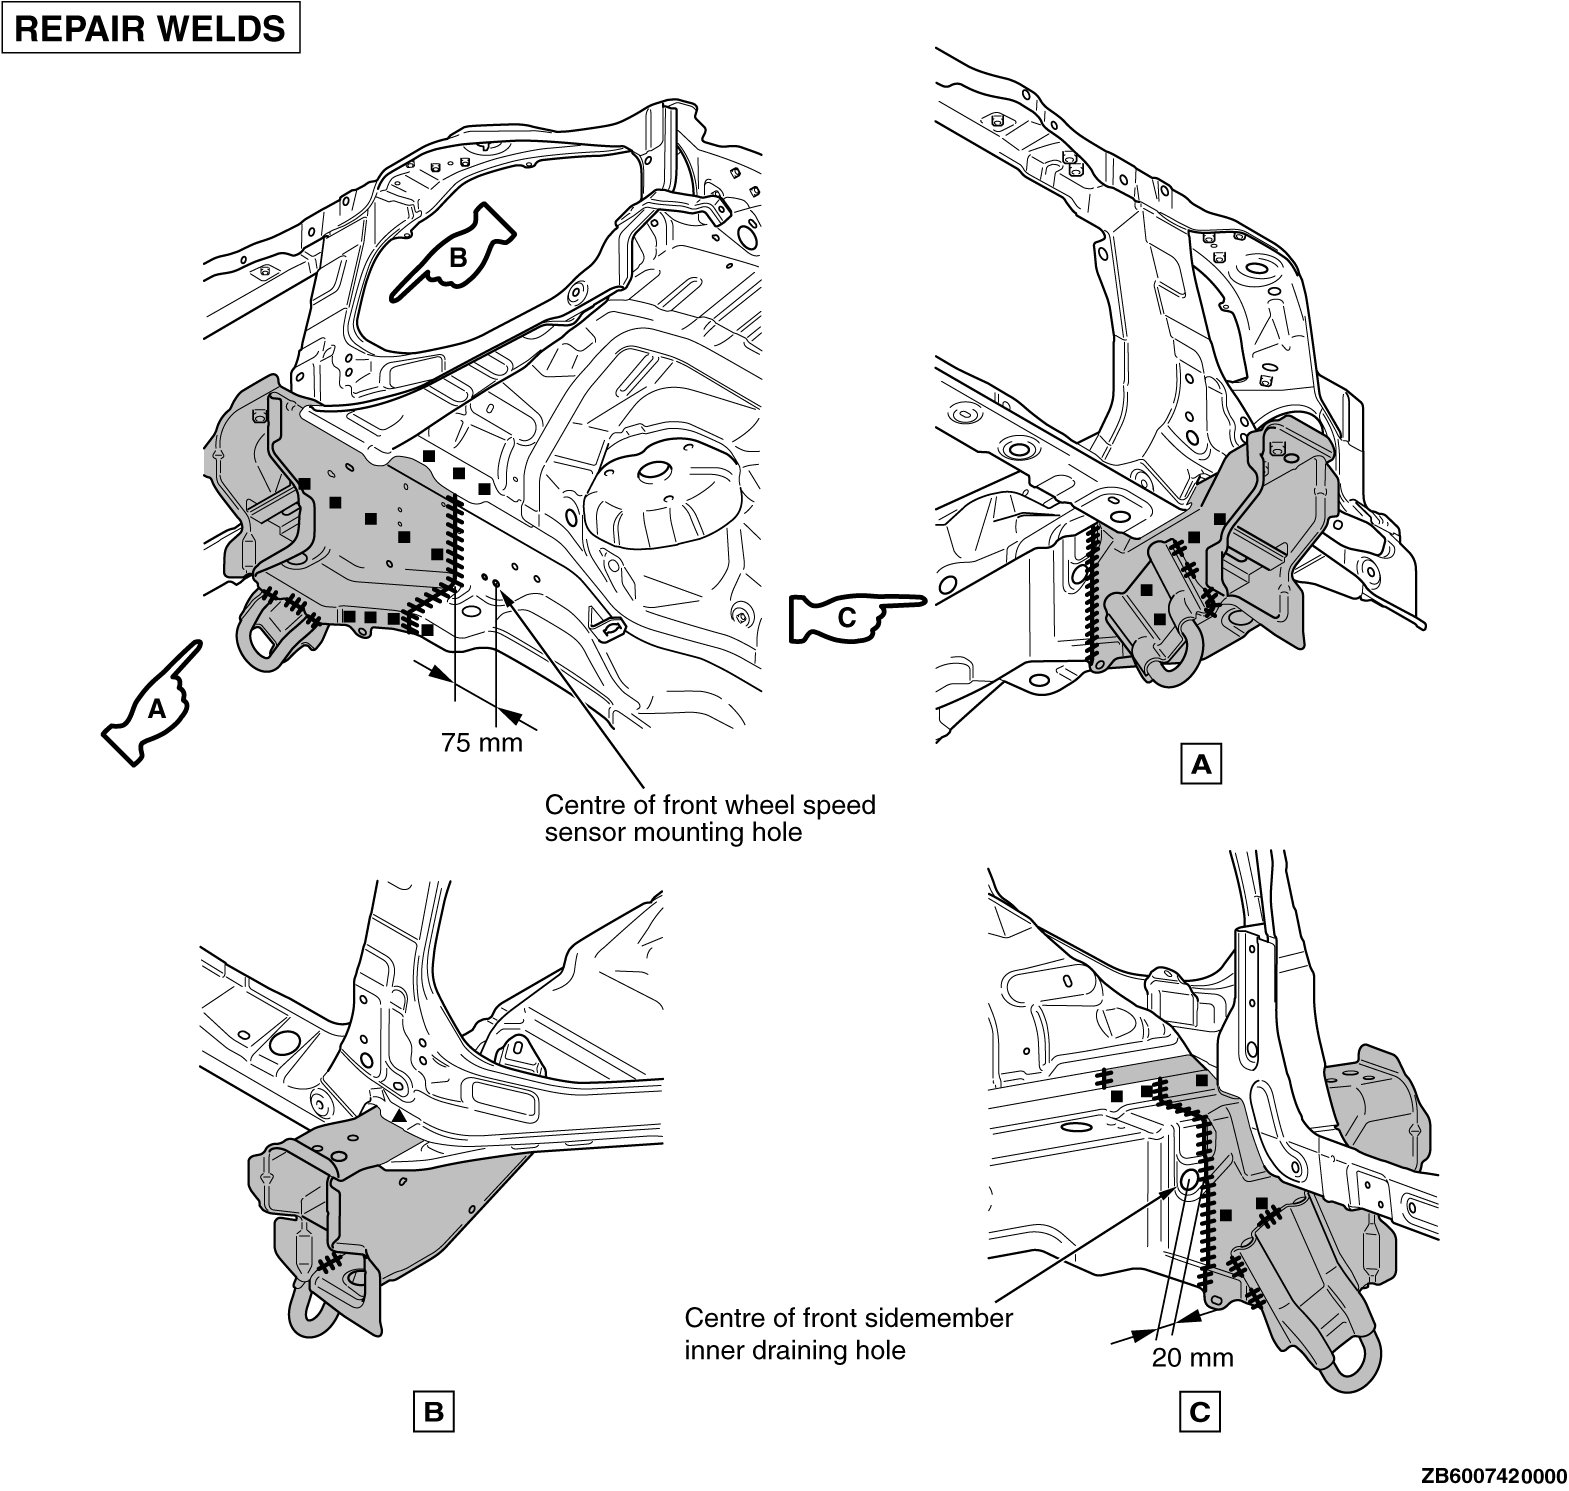 REPAIR WELDS
B
C
A
75 mm
A
Centre of front wheel speed
sensor mounting hole
Centre of front sidemember
inner draining hole
20 mm
B
C
ZB6007420000